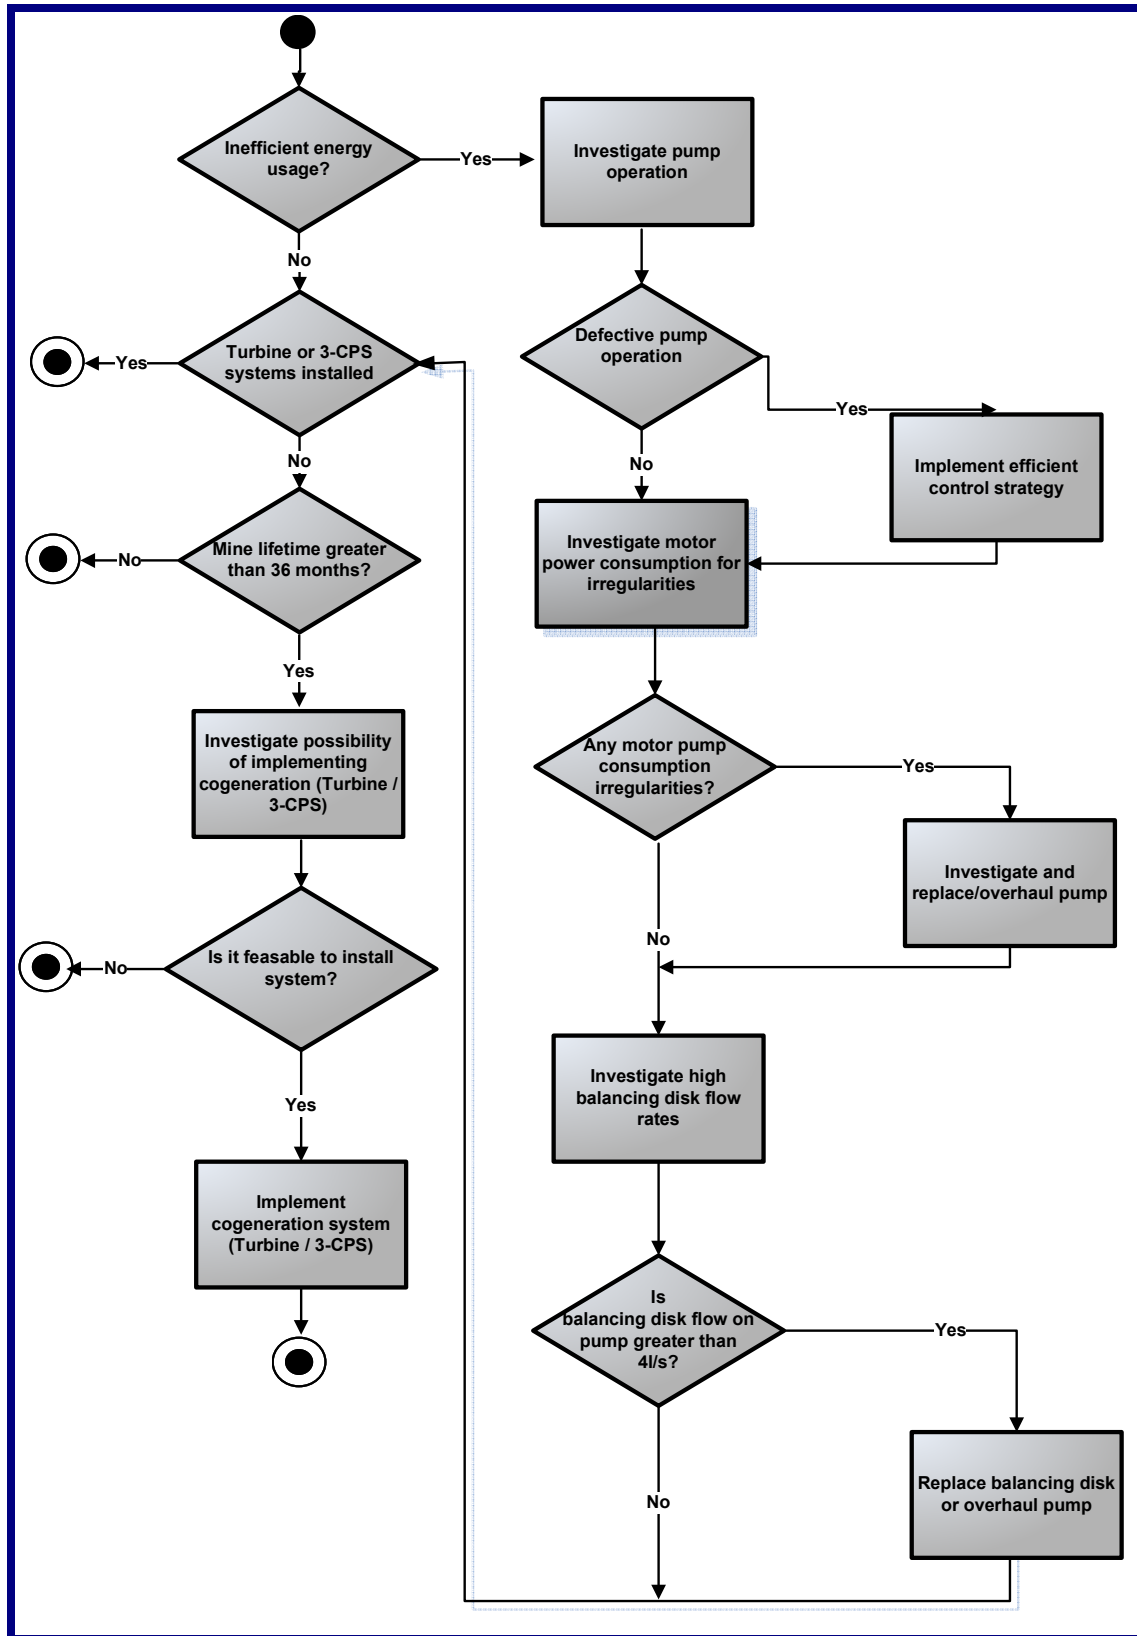 Inefficient energy
usage?
Yes
Investigate pump
operation
No
Turbine or 3-CPS
systems installed
Yes
Defective pump
operation
Yes
Implement efficient
control strategy
No
No
Mine lifetime greater
than 36 months?
No
Investigate motor
power consumption for
irregularities
Yes
Investigate possibility
of implementing
cogeneration (Turbine /
3-CPS)
Any motor pump
consumption
irregularities?
Yes
Investigate and
replace/overhaul pump
No
Is it feasable to install
system?
No
Investigate high
balancing disk flow
rates
Yes
Implement
cogeneration system
(Turbine / 3-CPS)
Is
balancing disk flow on
pump greater than
4l/s?
Yes
Replace balancing disk
or overhaul pump
No